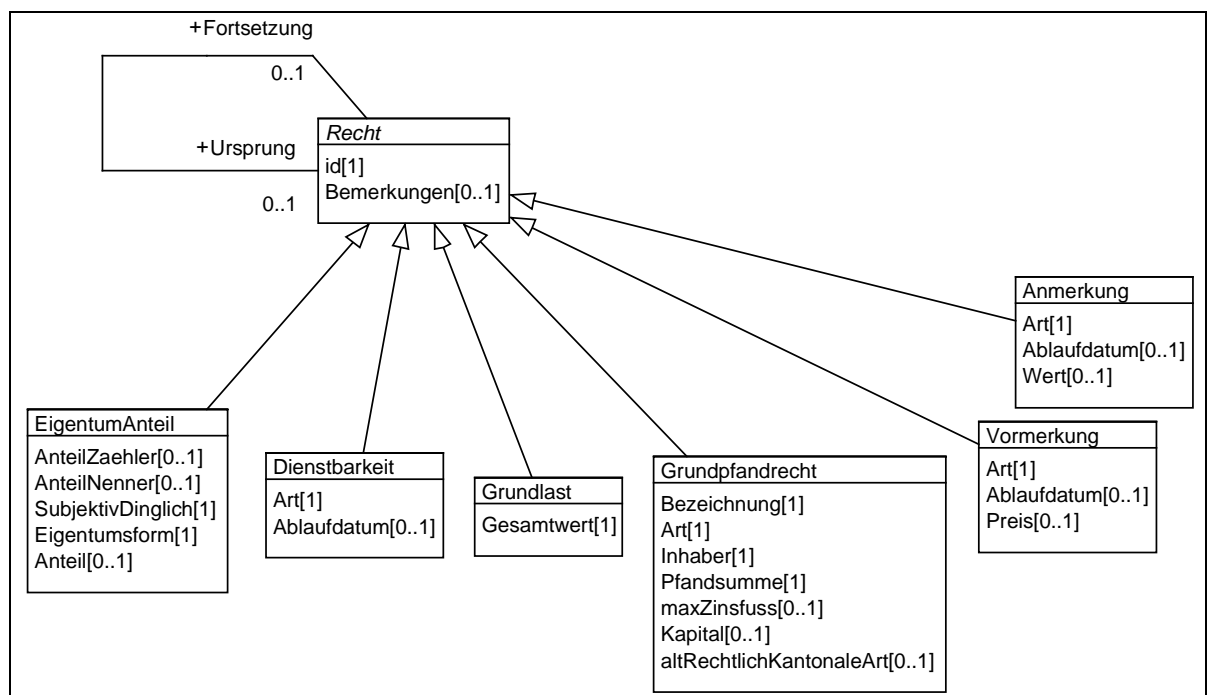 +Fortsetzung
0..1
Recht
id[1]
Bemerkungen[0..1]
+Ursprung
0..1
Anmerkung
Art[1]
Ablaufdatum[0..1]
Wert[0..1]
EigentumAnteil
AnteilZaehler[0..1]
AnteilNenner[0..1]
SubjektivDinglich[1]
Eigentumsform[1]
Anteil[0..1]
Dienstbarkeit
Art[1]
Ablaufdatum[0..1]
Grundlast
Gesamtwert[1]
Grundpfandrecht
Bezeichnung[1]
Art[1]
Inhaber[1]
Pfandsumme[1]
maxZinsfuss[0..1]
Kapital[0..1]
altRechtlichKantonaleArt[0..1]
Vormerkung
Art[1]
Ablaufdatum[0..1]
Preis[0..1]